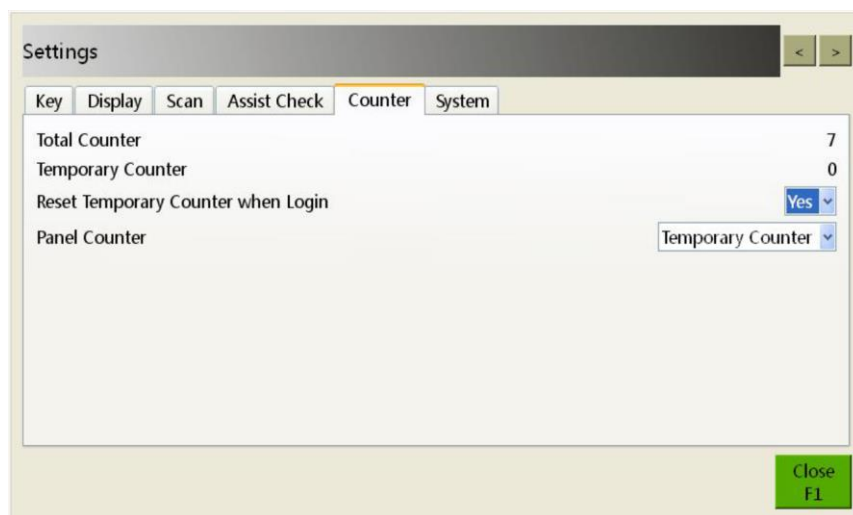 Settings
< >
Key Display Scan Assist Check Counter System
Total Counter 7
Temporary Counter 0
Reset Temporary Counter when Login Yes
Panel Counter Temporary Counter
Close
F1